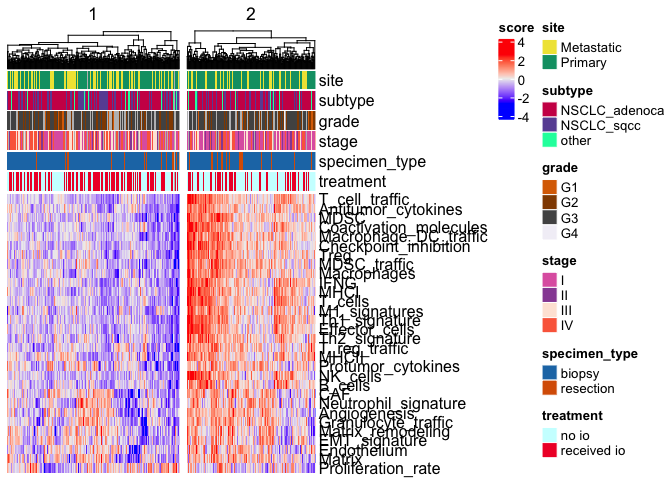 1
2
site
subtype
grade
stage
specimen_type
treatment
T_cell_traffic
Antitumor_cytokines
MDSC
Coactivation_molecules
Macrophage_DC_traffic
Checkpoint_inhibition
Treg
MDSC_traffic
Macrophages
IFNG
MHCI
T_cells
M1_signatures
Th1_signature
Effector_cells
Th2_signature
T_reg_traffic
MHCII
Protumor_cytokines
NK_cells
B_cells
CAF
Neutrophil_signature
Angiogenesis
Granulocyte_traffic
Matrix_remodeling
EMT_signature
Endothelium
Matrix
Proliferation_rate
score
4
2
0
-2
-4
site
Metastatic
Primary
subtype
NSCLC_adenoca
NSCLC_sqcc
other
grade
G1
G2
G3
G4
stage
I
II
III
IV
specimen_type
biopsy
resection
treatment
no io
received io